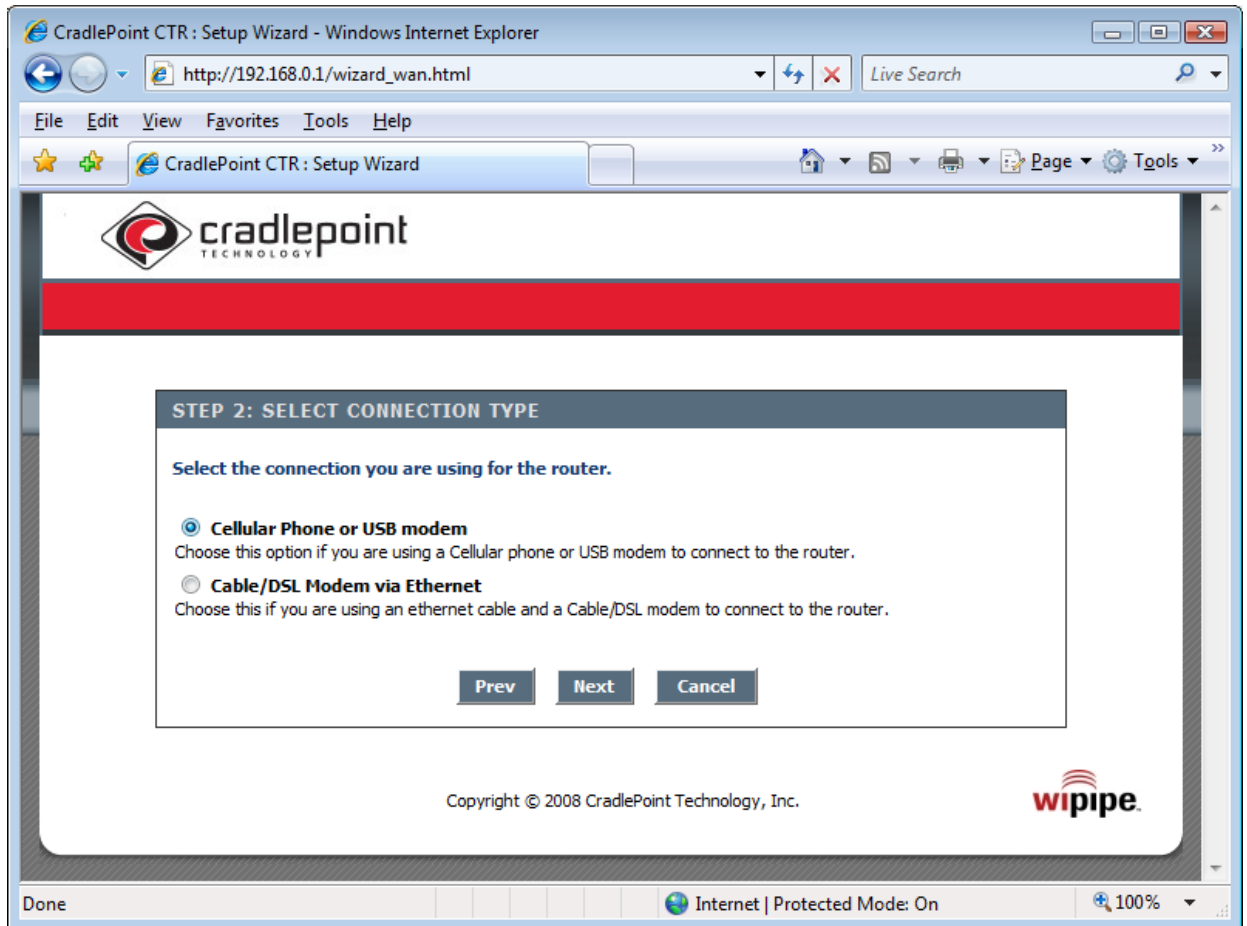 CradlePoint CTR : Setup Wizard - Windows Internet Explorer
http://192.168.0.1/wizard_wan.html
Live Search
File Edit View Favorites Tools Help
CradlePoint CTR : Setup Wizard
Page Tools
cradlepoint
TECHNOLOGY
STEP 2: SELECT CONNECTION TYPE
Select the connection you are using for the router.
Cellular Phone or USB modem
Choose this option if you are using a Cellular phone or USB modem to connect to the router.
Cable/DSL Modem via Ethernet
Choose this if you are using an ethernet cable and a Cable/DSL modem to connect to the router.
Prev Next Cancel
Copyright © 2008 CradlePoint Technology, Inc.
wipipe™
Done
Internet | Protected Mode: On
100%